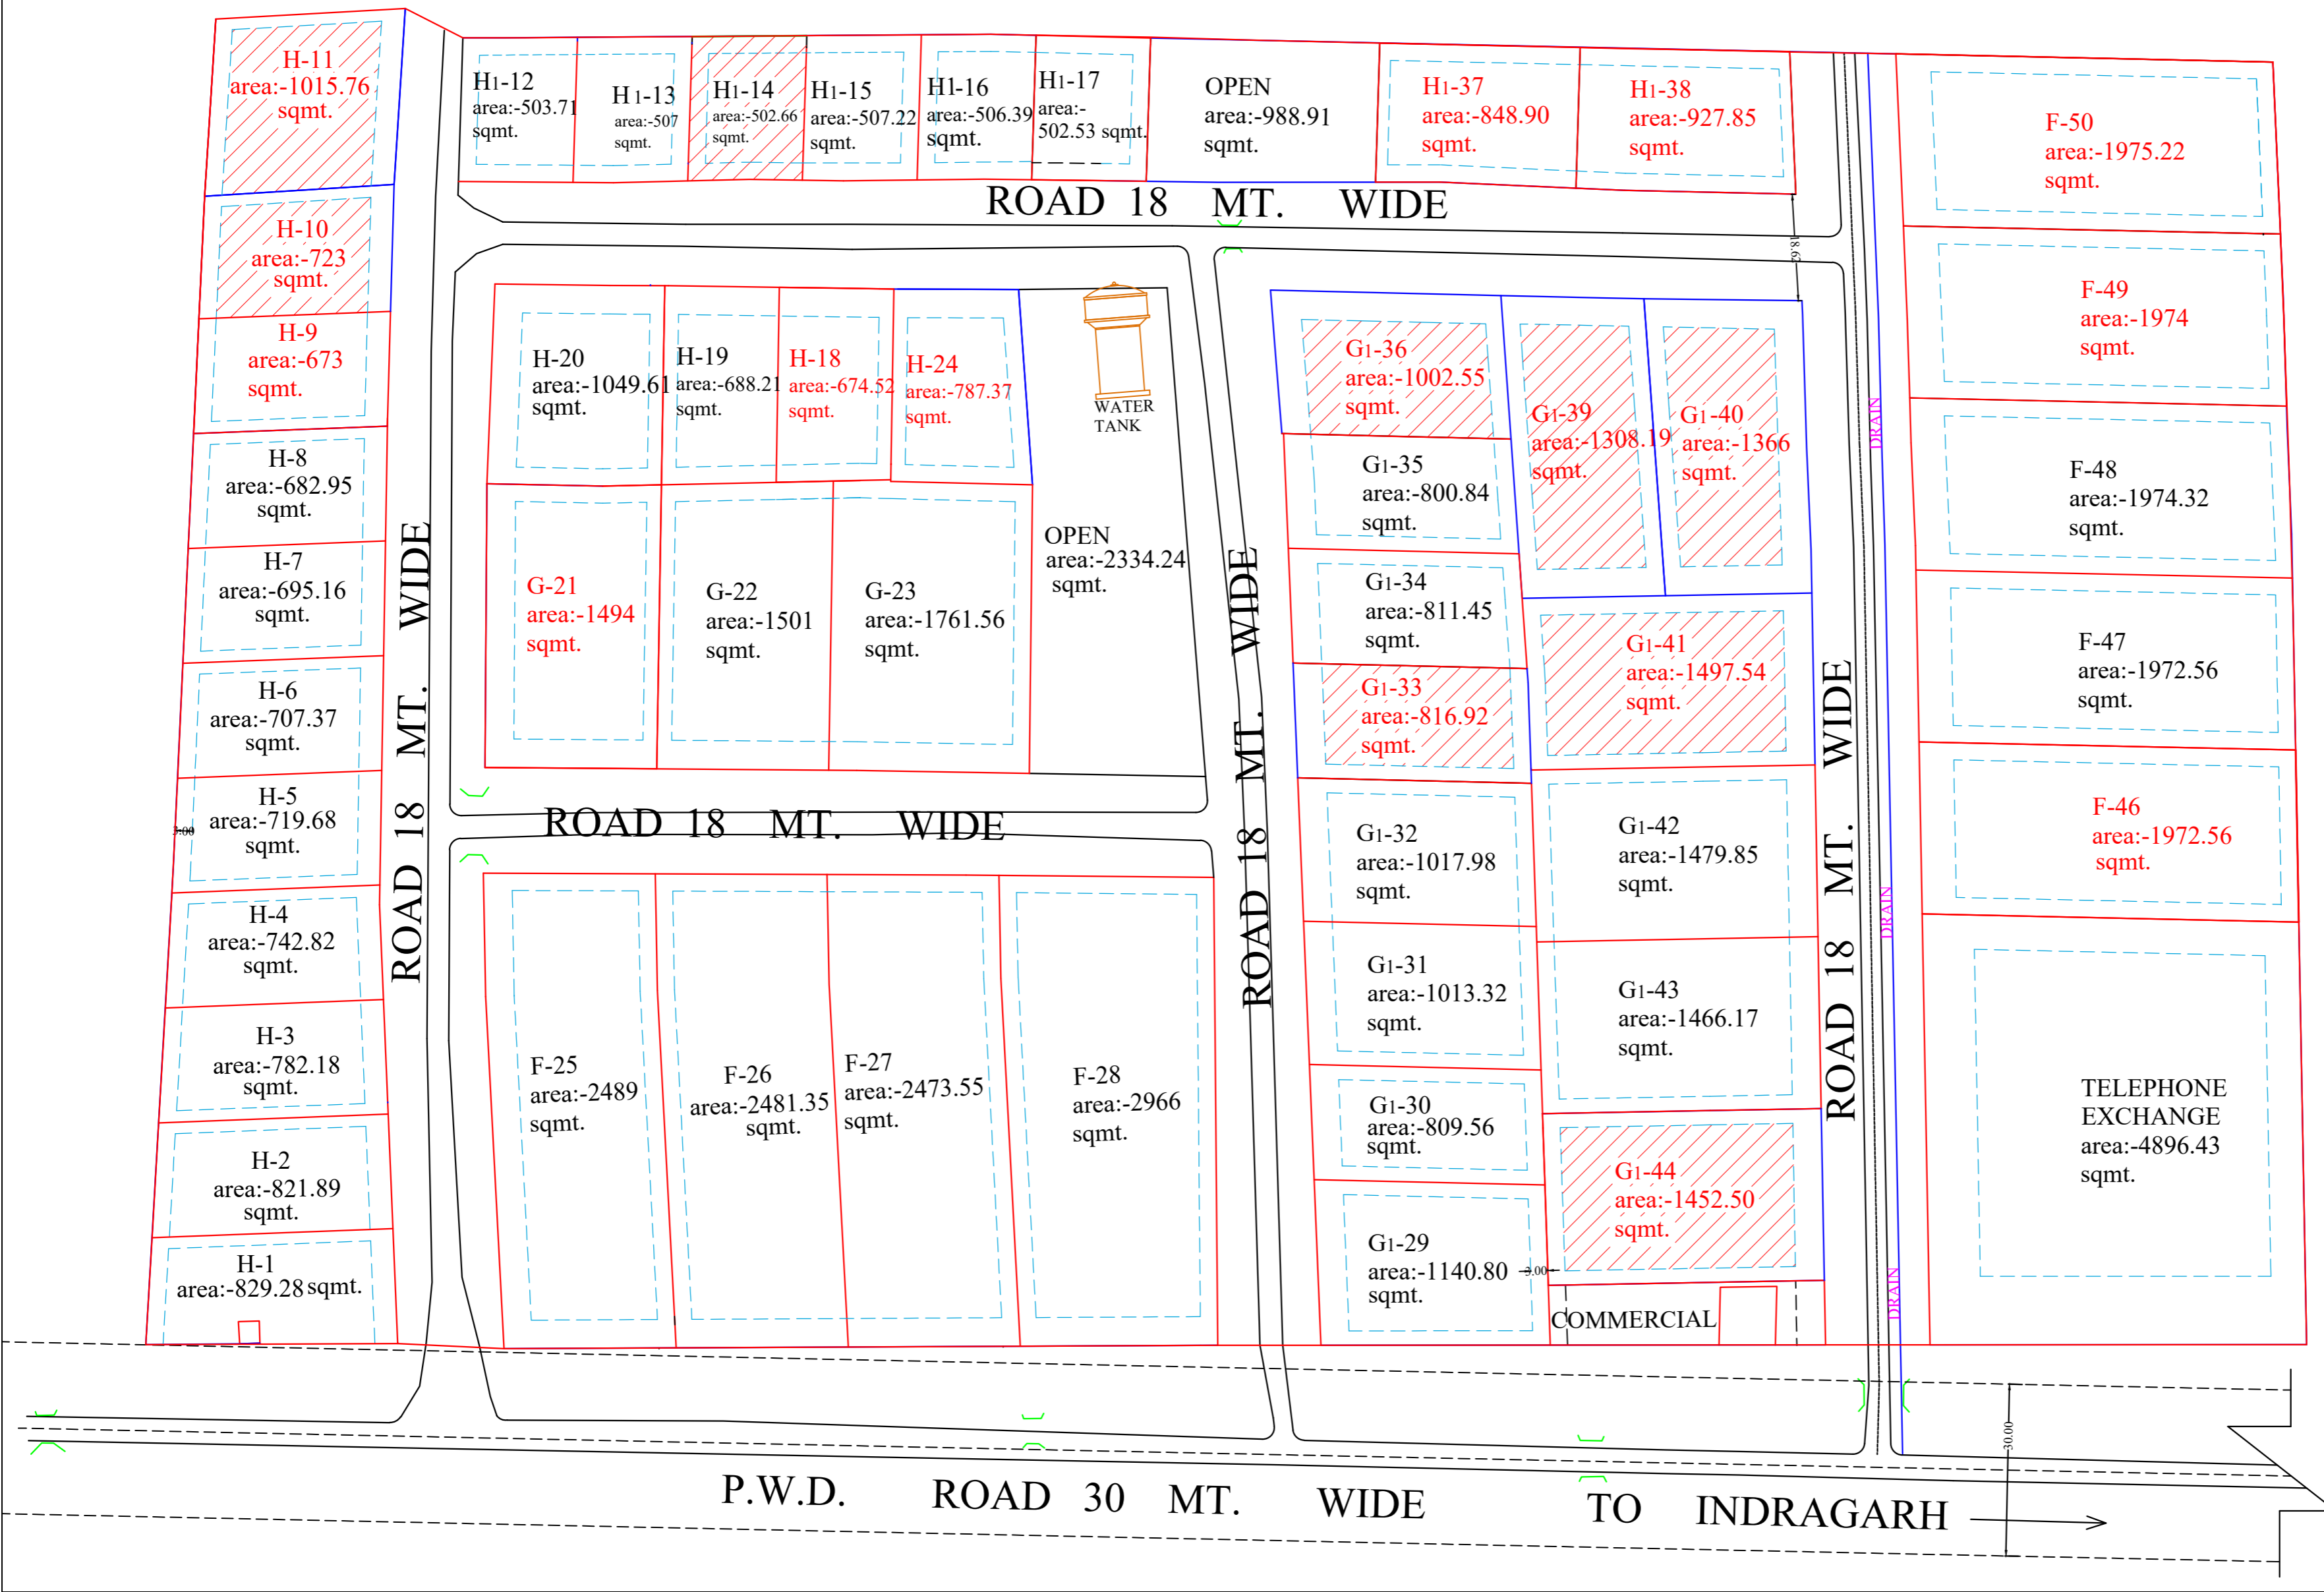 H-11
area:-1015.76
sqmt.
H-10
area:-723
sqmt.
H-9
area:-673
sqmt.
H-8
area:-682.95
sqmt.
H-7
area:-695.16
sqmt.
H-6
area:-707.37
sqmt.
H-5
area:-719.68
sqmt.
3.00
H-4
area:-742.82
sqmt.
H-3
area:-782.18
sqmt.
H-2
area:-821.89
sqmt.
H-1
area:-829.28 sqmt.
ROAD 18 MT. WIDE
H1-12
area:-503.71
sqmt.
H1-13
area:-507
sqmt.
H1-14
area:-502.66
sqmt.
H1-15
area:-507.22
sqmt.
H1-16
area:-506.39
sqmt.
H1-17
area:-
502.53 sqmt.
OPEN
area:-988.91
sqmt.
H1-37
area:-848.90
sqmt.
H1-38
area:-927.85
sqmt.
ROAD 18 MT. WIDE
18.62
H-20
area:-1049.61
sqmt.
H-19
area:-688.21
sqmt.
H-18
area:-674.52
sqmt.
H-24
area:-787.37
sqmt.
WATER
TANK
G-21
area:-1494
sqmt.
G-22
area:-1501
sqmt.
G-23
area:-1761.56
sqmt.
OPEN
area:-2334.24
sqmt.
ROAD 18 MT. WIDE
F-25
area:-2489
sqmt.
F-26
area:-2481.35
sqmt.
F-27
area:-2473.55
sqmt.
F-28
area:-2966
sqmt.
ROAD 18 MT. WIDE
G1-36
area:-1002.55
sqmt.
G1-35
area:-800.84
sqmt.
G1-34
area:-811.45
sqmt.
G1-33
area:-816.92
sqmt.
G1-32
area:-1017.98
sqmt.
G1-31
area:-1013.32
sqmt.
G1-30
area:-809.56
sqmt.
G1-29
area:-1140.80
sqmt.
3.00
G1-39
area:-1308.19
sqmt.
G1-40
area:-1366
sqmt.
G1-41
area:-1497.54
sqmt.
G1-42
area:-1479.85
sqmt.
G1-43
area:-1466.17
sqmt.
G1-44
area:-1452.50
sqmt.
COMMERCIAL
ROAD 18 MT. WIDE
DRAIN
DRAIN
DRAIN
F-50
area:-1975.22
sqmt.
F-49
area:-1974
sqmt.
F-48
area:-1974.32
sqmt.
F-47
area:-1972.56
sqmt.
F-46
area:-1972.56
sqmt.
TELEPHONE
EXCHANGE
area:-4896.43
sqmt.
30.00
P.W.D. ROAD 30 MT. WIDE TO INDRAGARH